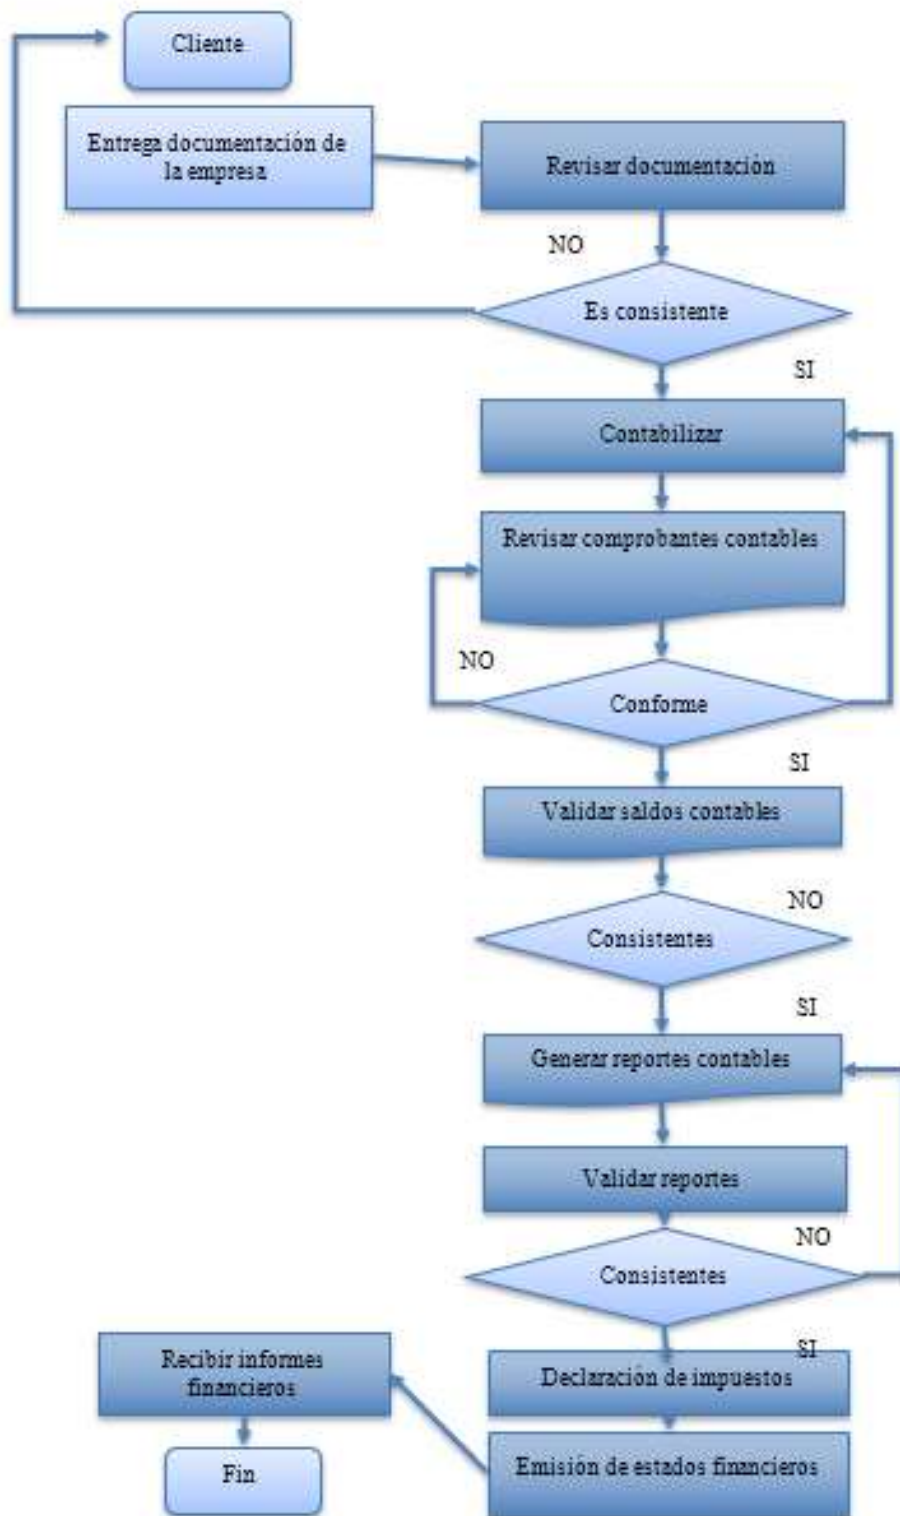 Cliente
Entrega documentación de
la empresa
Revisar documentación
NO
Es consistente
SI
Contabilizar
Revisar comprobantes contables
NO
Conforme
SI
Validar saldos contables
NO
Consistentes
SI
Generar reportes contables
Validar reportes
NO
Consistentes
SI
Declaración de impuestos
Recibir informes
financieros
Emisión de estados financieros
Fin